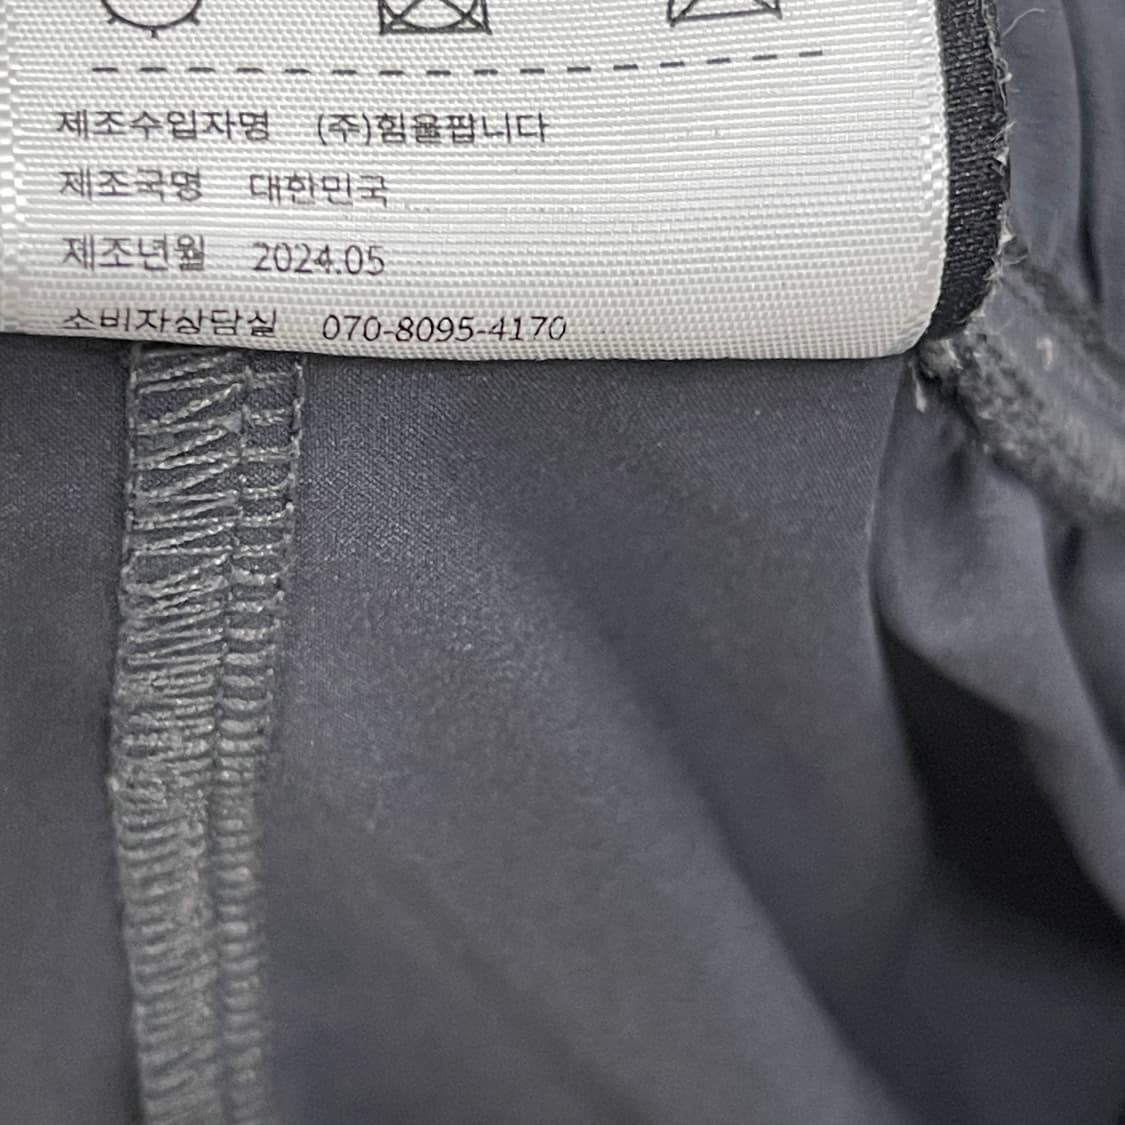 제조수입자명 (주)힘을팝니다
제조국명 대한민국
제조년월 2024.05
소비자상담실 070-8095-4170